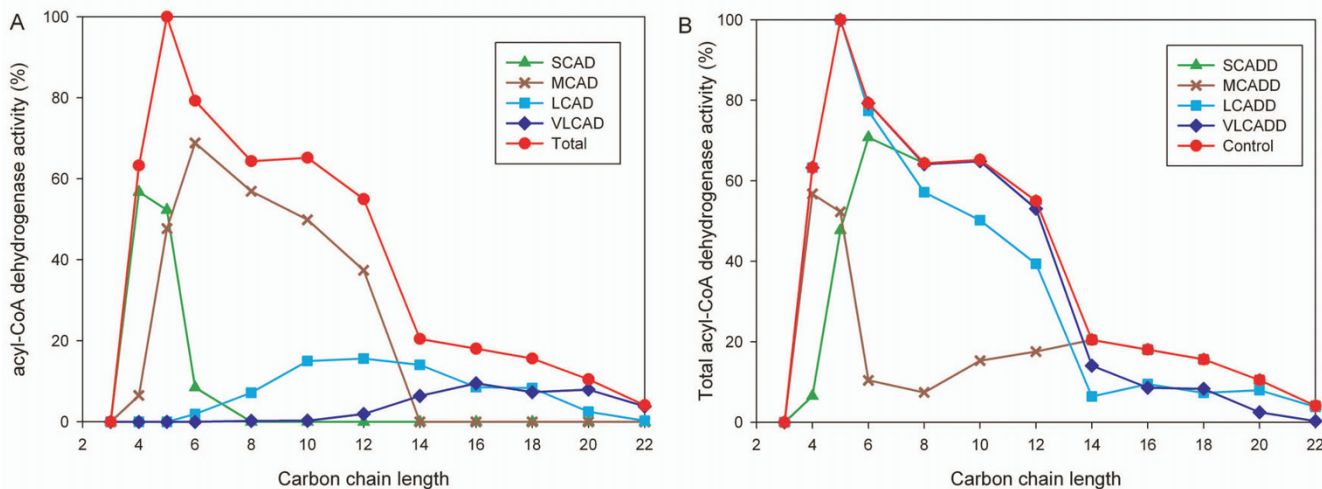 A
acyl-CoA dehydrogenase activity (%)
100
80
60
40
20
0
SCAD
MCAD
LCAD
VLCAD
Total
2 4 6 8 10 12 14 16 18 20 22
Carbon chain length
B
Total acyl-CoA dehydrogenase activity (%)
100
80
60
40
20
0
SCADD
MCADD
LCADD
VLCADD
Control
2 4 6 8 10 12 14 16 18 20 22
Carbon chain length